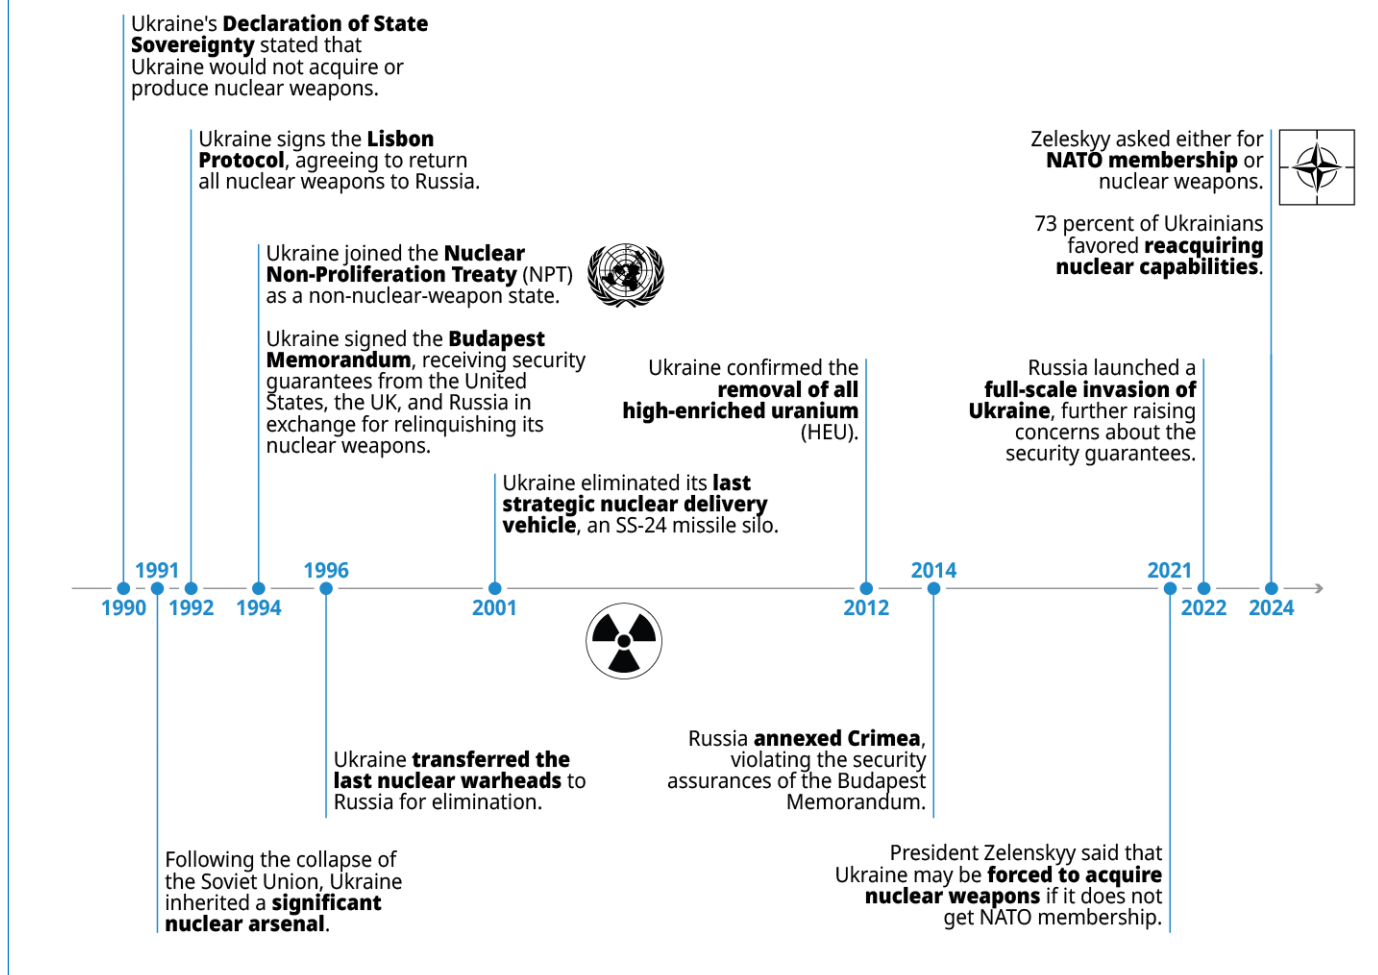 Ukraine's Declaration of State
Sovereignty stated that
Ukraine would not acquire or
produce nuclear weapons.
Ukraine signs the Lisbon
Protocol, agreeing to return
all nuclear weapons to Russia.
Zeleskyy asked either for
NATO membership or
nuclear weapons.
73 percent of Ukrainians
favored reacquiring
nuclear capabilities.
Ukraine joined the Nuclear
Non-Proliferation Treaty (NPT)
as a non-nuclear-weapon state.
Ukraine signed the Budapest
Memorandum, receiving security
guarantees from the United
States, the UK, and Russia in
exchange for relinquishing its
nuclear weapons.
Ukraine confirmed the
removal of all
high-enriched uranium
(HEU).
Russia launched a
full-scale invasion of
Ukraine, further raising
concerns about the
security guarantees.
Ukraine eliminated its last
strategic nuclear delivery
vehicle, an SS-24 missile silo.
1991 1996 2014 2021
1990 1992 1994 2001 2012 2022 2024
Ukraine transferred the
last nuclear warheads to
Russia for elimination.
Russia annexed Crimea,
violating the security
assurances of the Budapest
Memorandum.
Following the collapse of
the Soviet Union, Ukraine
inherited a significant
nuclear arsenal.
President Zelenskyy said that
Ukraine may be forced to acquire
nuclear weapons if it does not
get NATO membership.